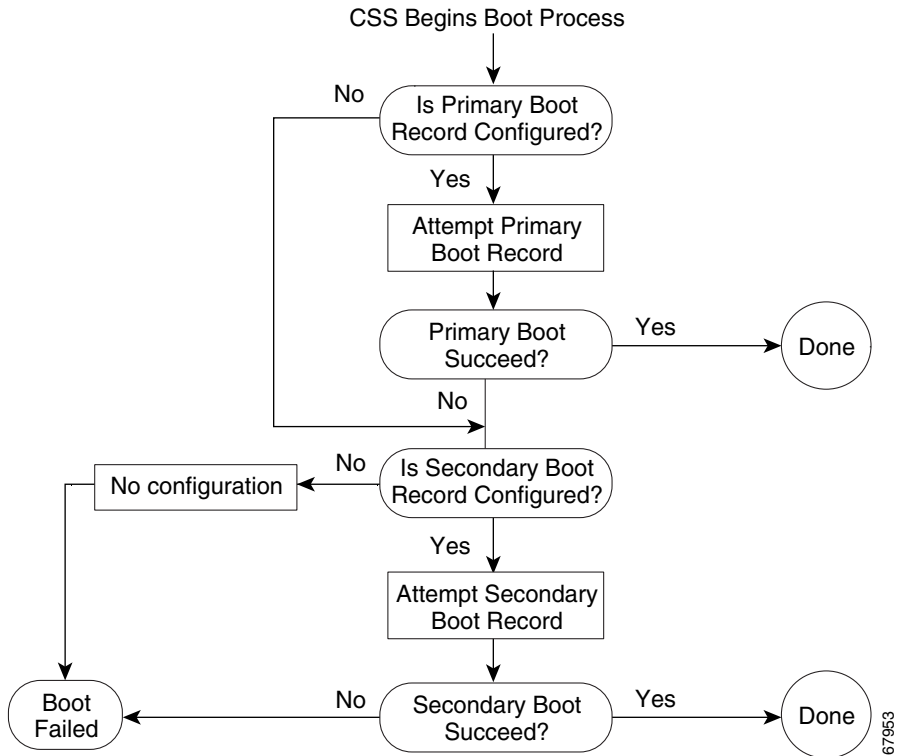 CSS Begins Boot Process
No
Is Primary Boot
Record Configured?
Yes
Attempt Primary
Boot Record
Primary Boot
Succeed?
Yes
Done
No
No
Is Secondary Boot
Record Configured?
No configuration
Yes
Attempt Secondary
Boot Record
Boot
Failed
No
Secondary Boot
Succeed?
Yes
Done
67953